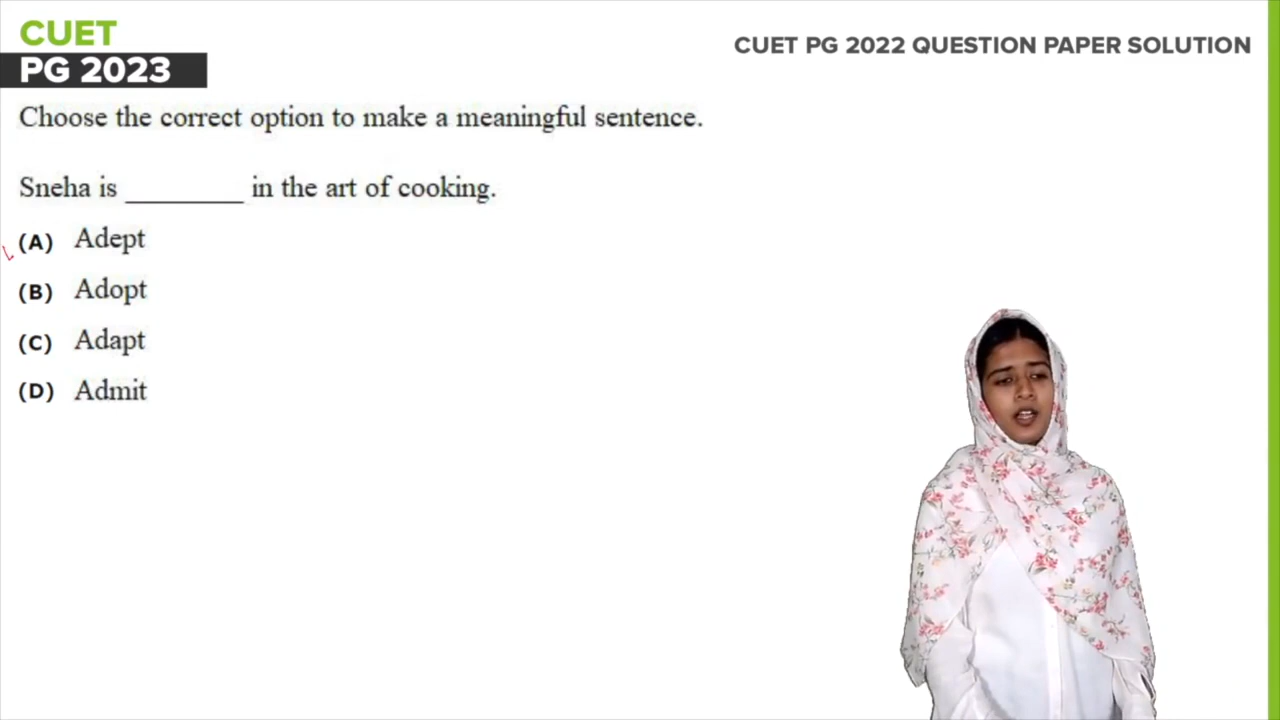 CUET
PG 2023
CUET PG 2022 QUESTION PAPER SOLUTION
Choose the correct option to make a meaningful sentence.
Sneha is ________ in the art of cooking.
(A) Adept
(B) Adopt
(C) Adapt
(D) Admit